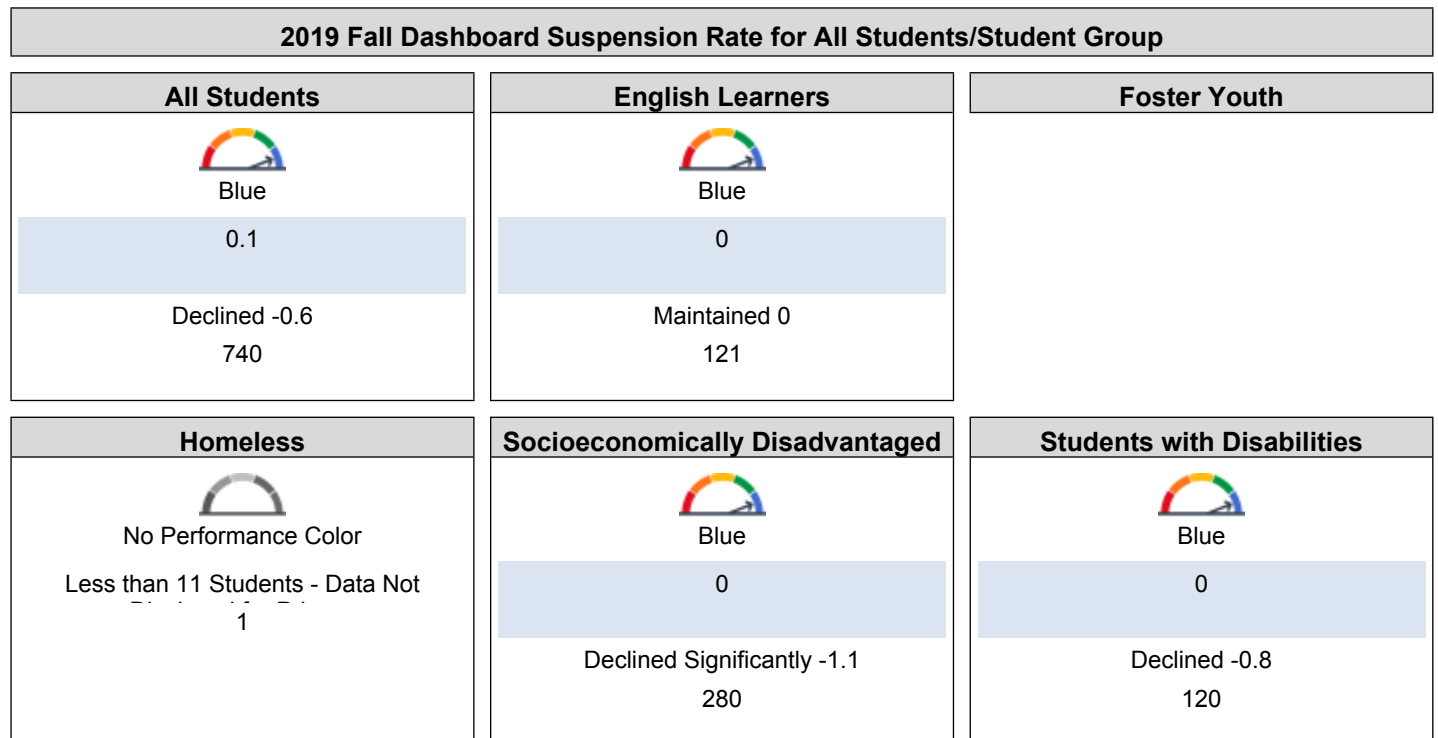 2019 Fall Dashboard Suspension Rate for All Students/Student Group
All Students
Blue
0.1
Declined -0.6
740
English Learners
Blue
0
Maintained 0
121
Foster Youth
Homeless
No Performance Color
Less than 11 Students - Data Not
1
Socioeconomically Disadvantaged
Blue
0
Declined Significantly -1.1
280
Students with Disabilities
Blue
0
Declined -0.8
120